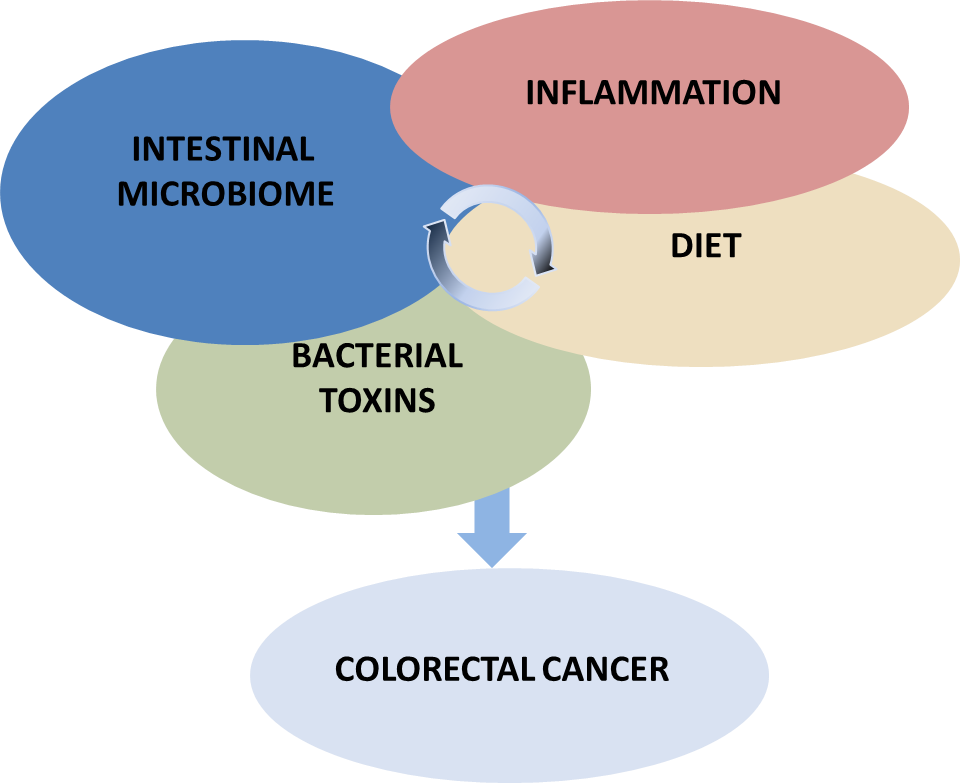 INFLAMMATION
INTESTINAL
MICROBIOME
DIET
BACTERIAL
TOXINS
COLORECTAL CANCER